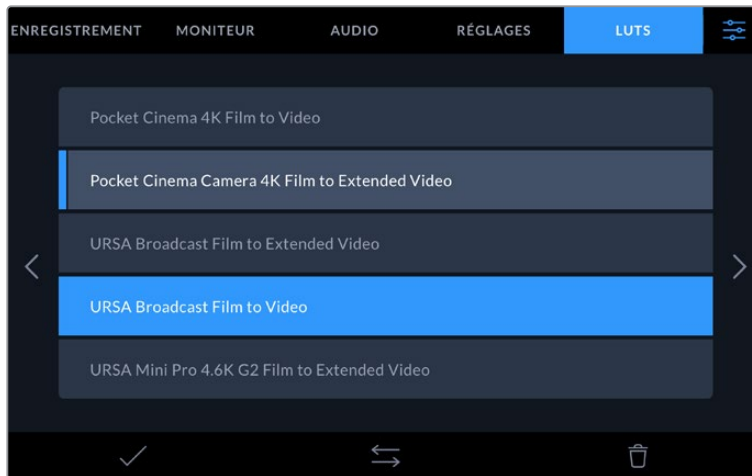 ENREGISTREMENT MONITEUR AUDIO RÉGLAGES LUTS
Pocket Cinema 4K Film to Video
Pocket Cinema Camera 4K Film to Extended Video
URSA Broadcast Film to Extended Video
URSA Broadcast Film to Video
URSA Mini Pro 4.6K G2 Film to Extended Video